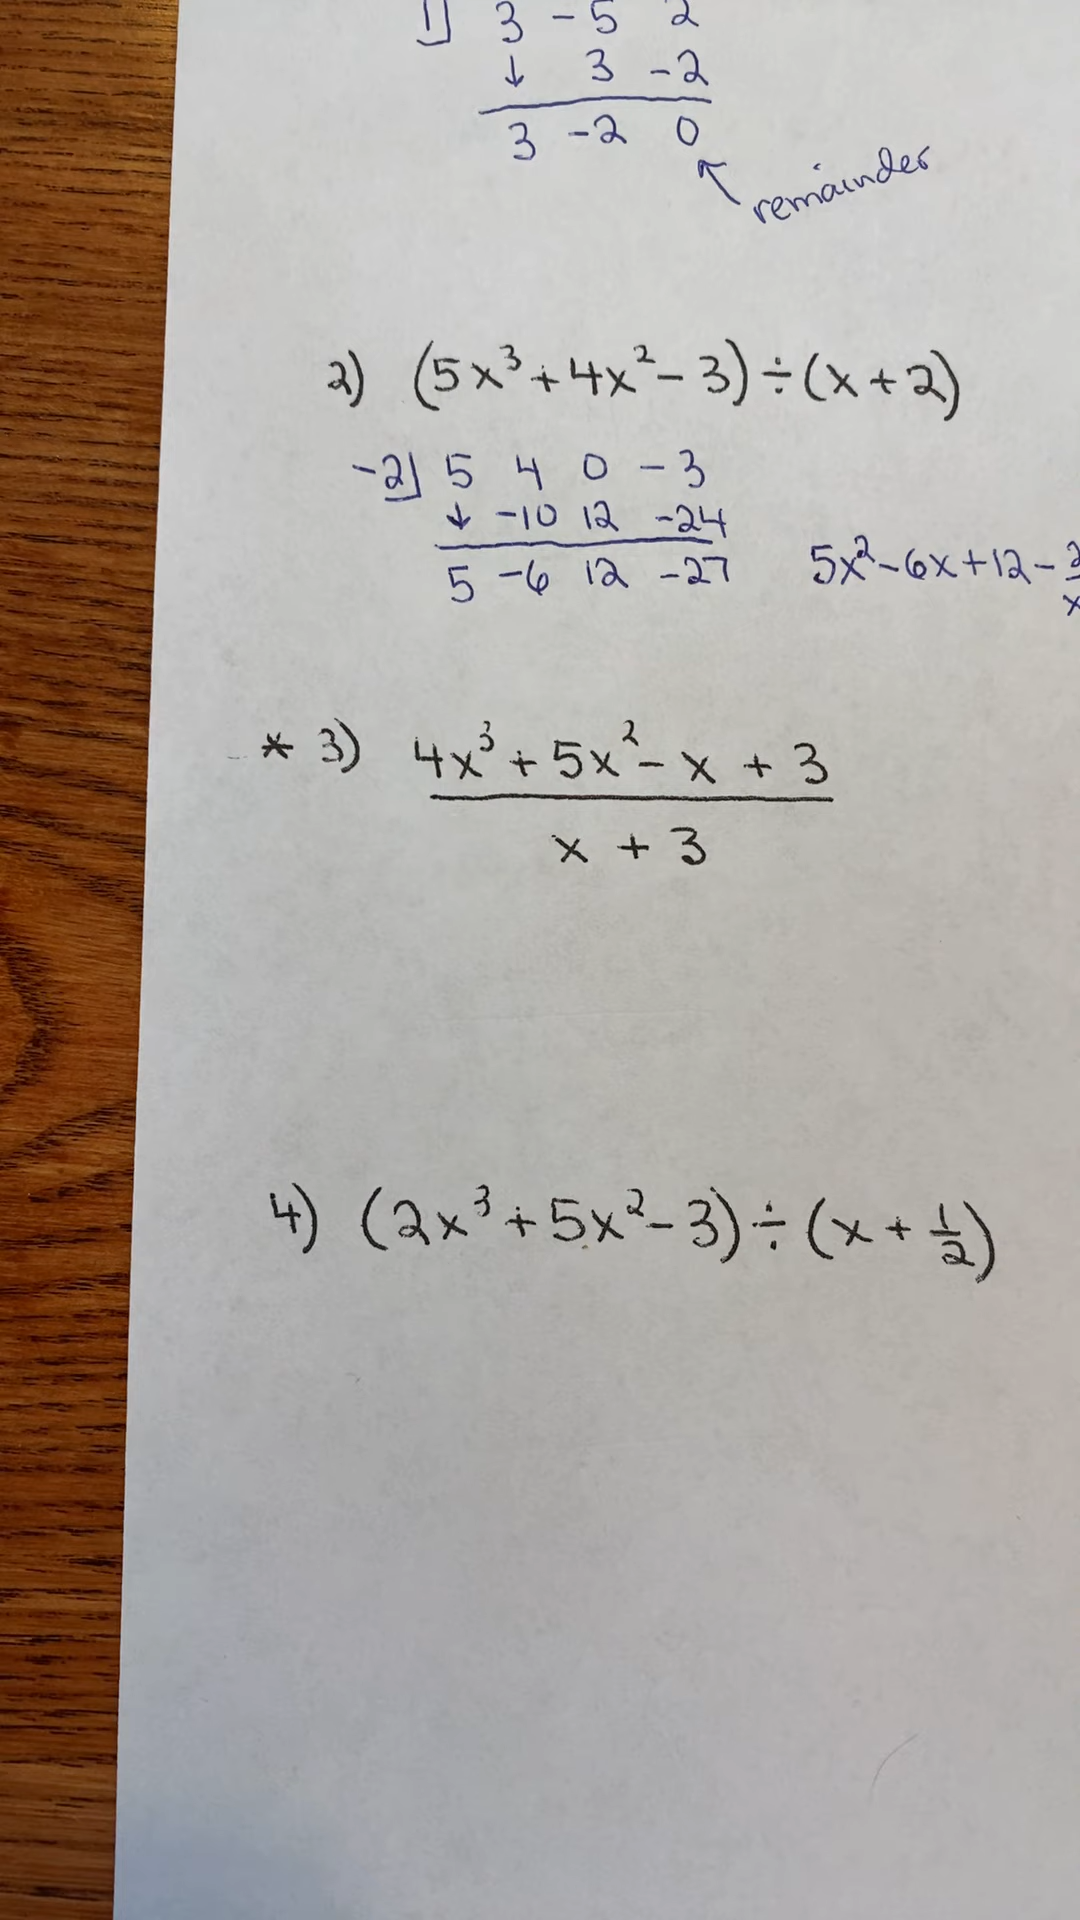 1⌋ 3 -5 2
↓ 3 -2
3 -2 0
↖ remainder
2) (5x³+4x²-3)÷(x+2)
-2⌋ 5 4 0 -3
↓ -10 12 -24
5 -6 12 -27 5x²-6x+12-
* 3) 4x³+5x²-x+3
x+3
4) (2x³+5x²-3)÷(x+1/2)